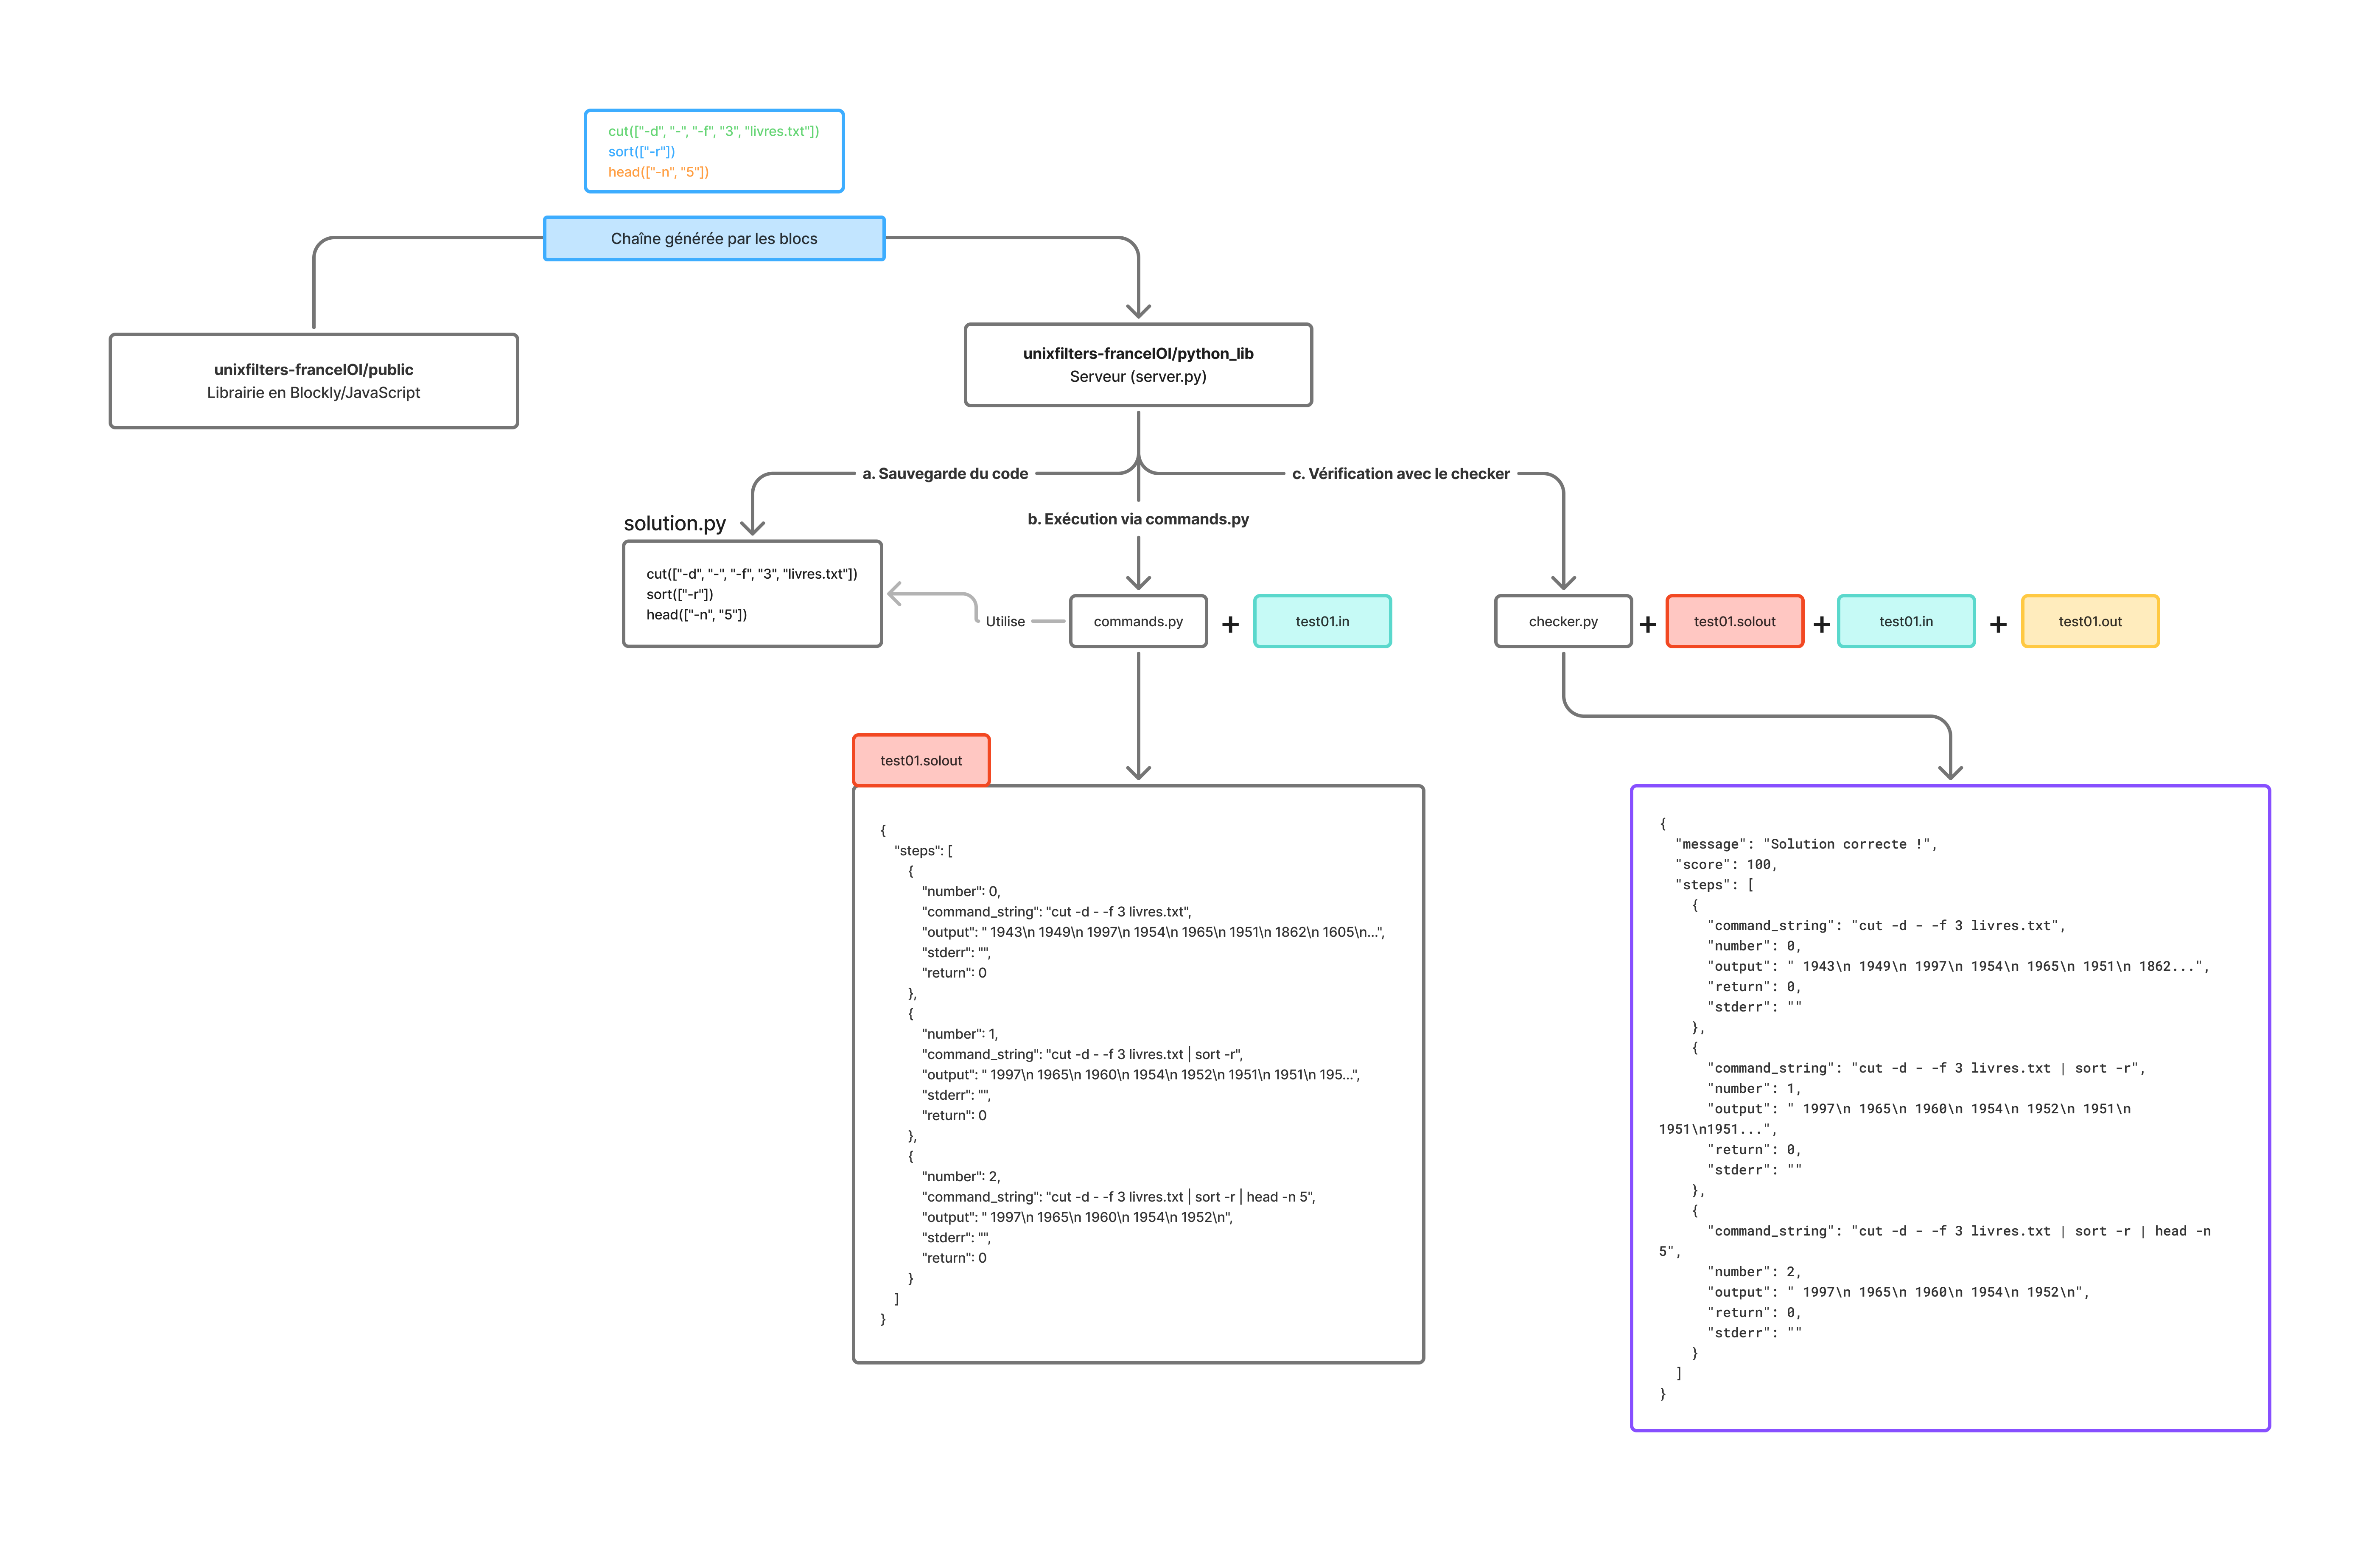 cut(["-d", "-", "-f", "3", "livres.txt"])
sort(["-r"])
head(["-n", "5"])
Chaîne générée par les blocs
unixfilters-franceIOI/public
Librairie en Blockly/JavaScript
unixfilters-franceIOI/python_lib
Serveur (server.py)
a. Sauvegarde du code
c. Vérification avec le checker
b. Exécution via commands.py
solution.py
cut(["-d", "-", "-f", "3", "livres.txt"])
sort(["-r"])
head(["-n", "5"])
Utilise
commands.py
+
test01.in
checker.py
+
test01.solout
+
test01.in
+
test01.out
test01.solout
{
"steps": [
{
"number": 0,
"command_string": "cut -d - -f 3 livres.txt",
"output": " 1943\n 1949\n 1997\n 1954\n 1965\n 1951\n 1862\n 1605\n...",
"stderr": "",
"return": 0
},
{
"number": 1,
"command_string": "cut -d - -f 3 livres.txt | sort -r",
"output": " 1997\n 1965\n 1960\n 1954\n 1952\n 1951\n 1951\n 195...",
"stderr": "",
"return": 0
},
{
"number": 2,
"command_string": "cut -d - -f 3 livres.txt | sort -r | head -n 5",
"output": " 1997\n 1965\n 1960\n 1954\n 1952\n",
"stderr": "",
"return": 0
}
]
}
{
"message": "Solution correcte !",
"score": 100,
"steps": [
{
"command_string": "cut -d - -f 3 livres.txt",
"number": 0,
"output": " 1943\n 1949\n 1997\n 1954\n 1965\n 1951\n 1862...",
"return": 0,
"stderr": ""
},
{
"command_string": "cut -d - -f 3 livres.txt | sort -r",
"number": 1,
"output": " 1997\n 1965\n 1960\n 1954\n 1952\n 1951\n
1951\n1951...",
"return": 0,
"stderr": ""
},
{
"command_string": "cut -d - -f 3 livres.txt | sort -r | head -n
5",
"number": 2,
"output": " 1997\n 1965\n 1960\n 1954\n 1952\n",
"return": 0,
"stderr": ""
}
]
}